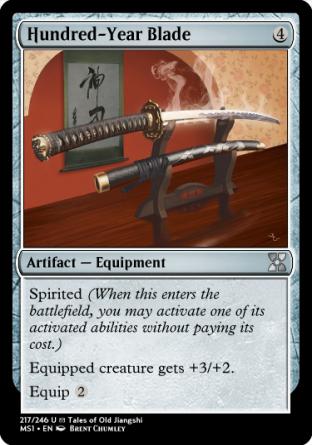 Hundred-Year Blade 4
神刃
Artifact — Equipment
Spirited (When this enters the
battlefield, you may activate one of its
activated abilities without paying its
cost.)
Equipped creature gets +3/+2.
Equip 2
217/246 U Tales of Old Jiangshi
MS1 • EN BRENT CHUMLEY